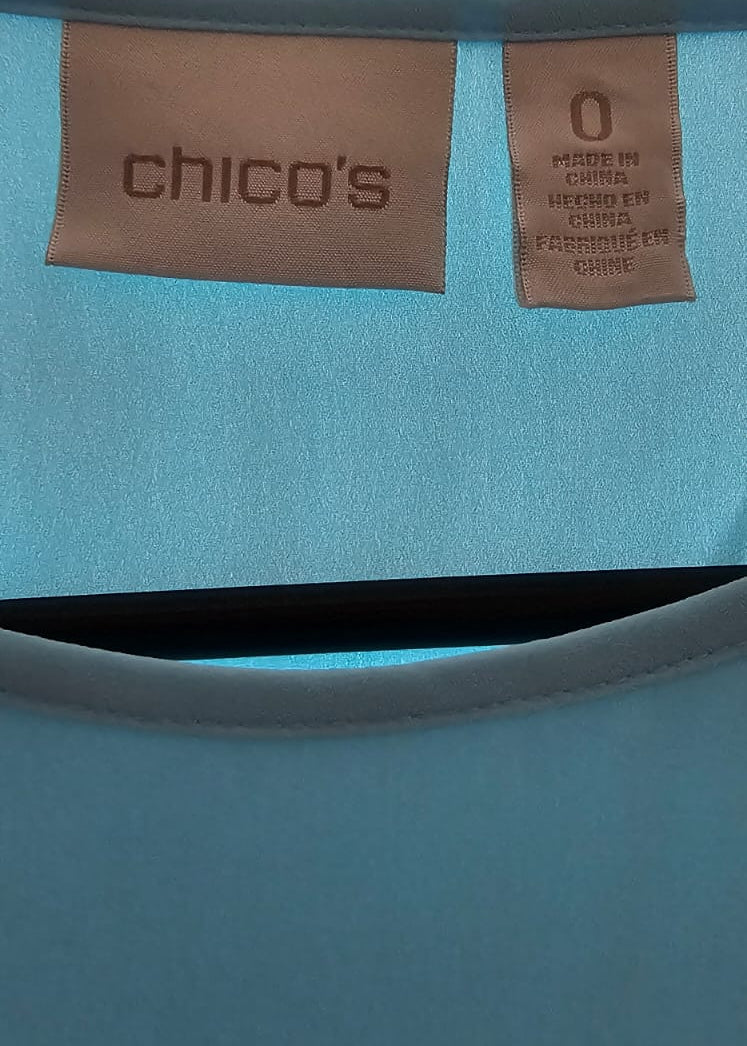 chico's
0
MADE IN
CHINA
HECHO EN
CHINA
FABRIQUÉ EN
CHINE